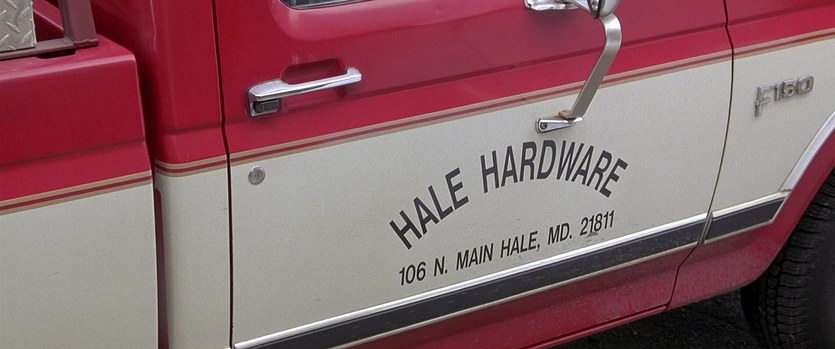 HALE HARDWARE
106 N. MAIN HALE, MD. 21811
F150